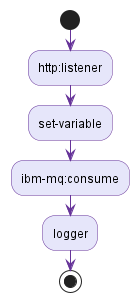 http:listener
set-variable
ibm-mq:consume
logger